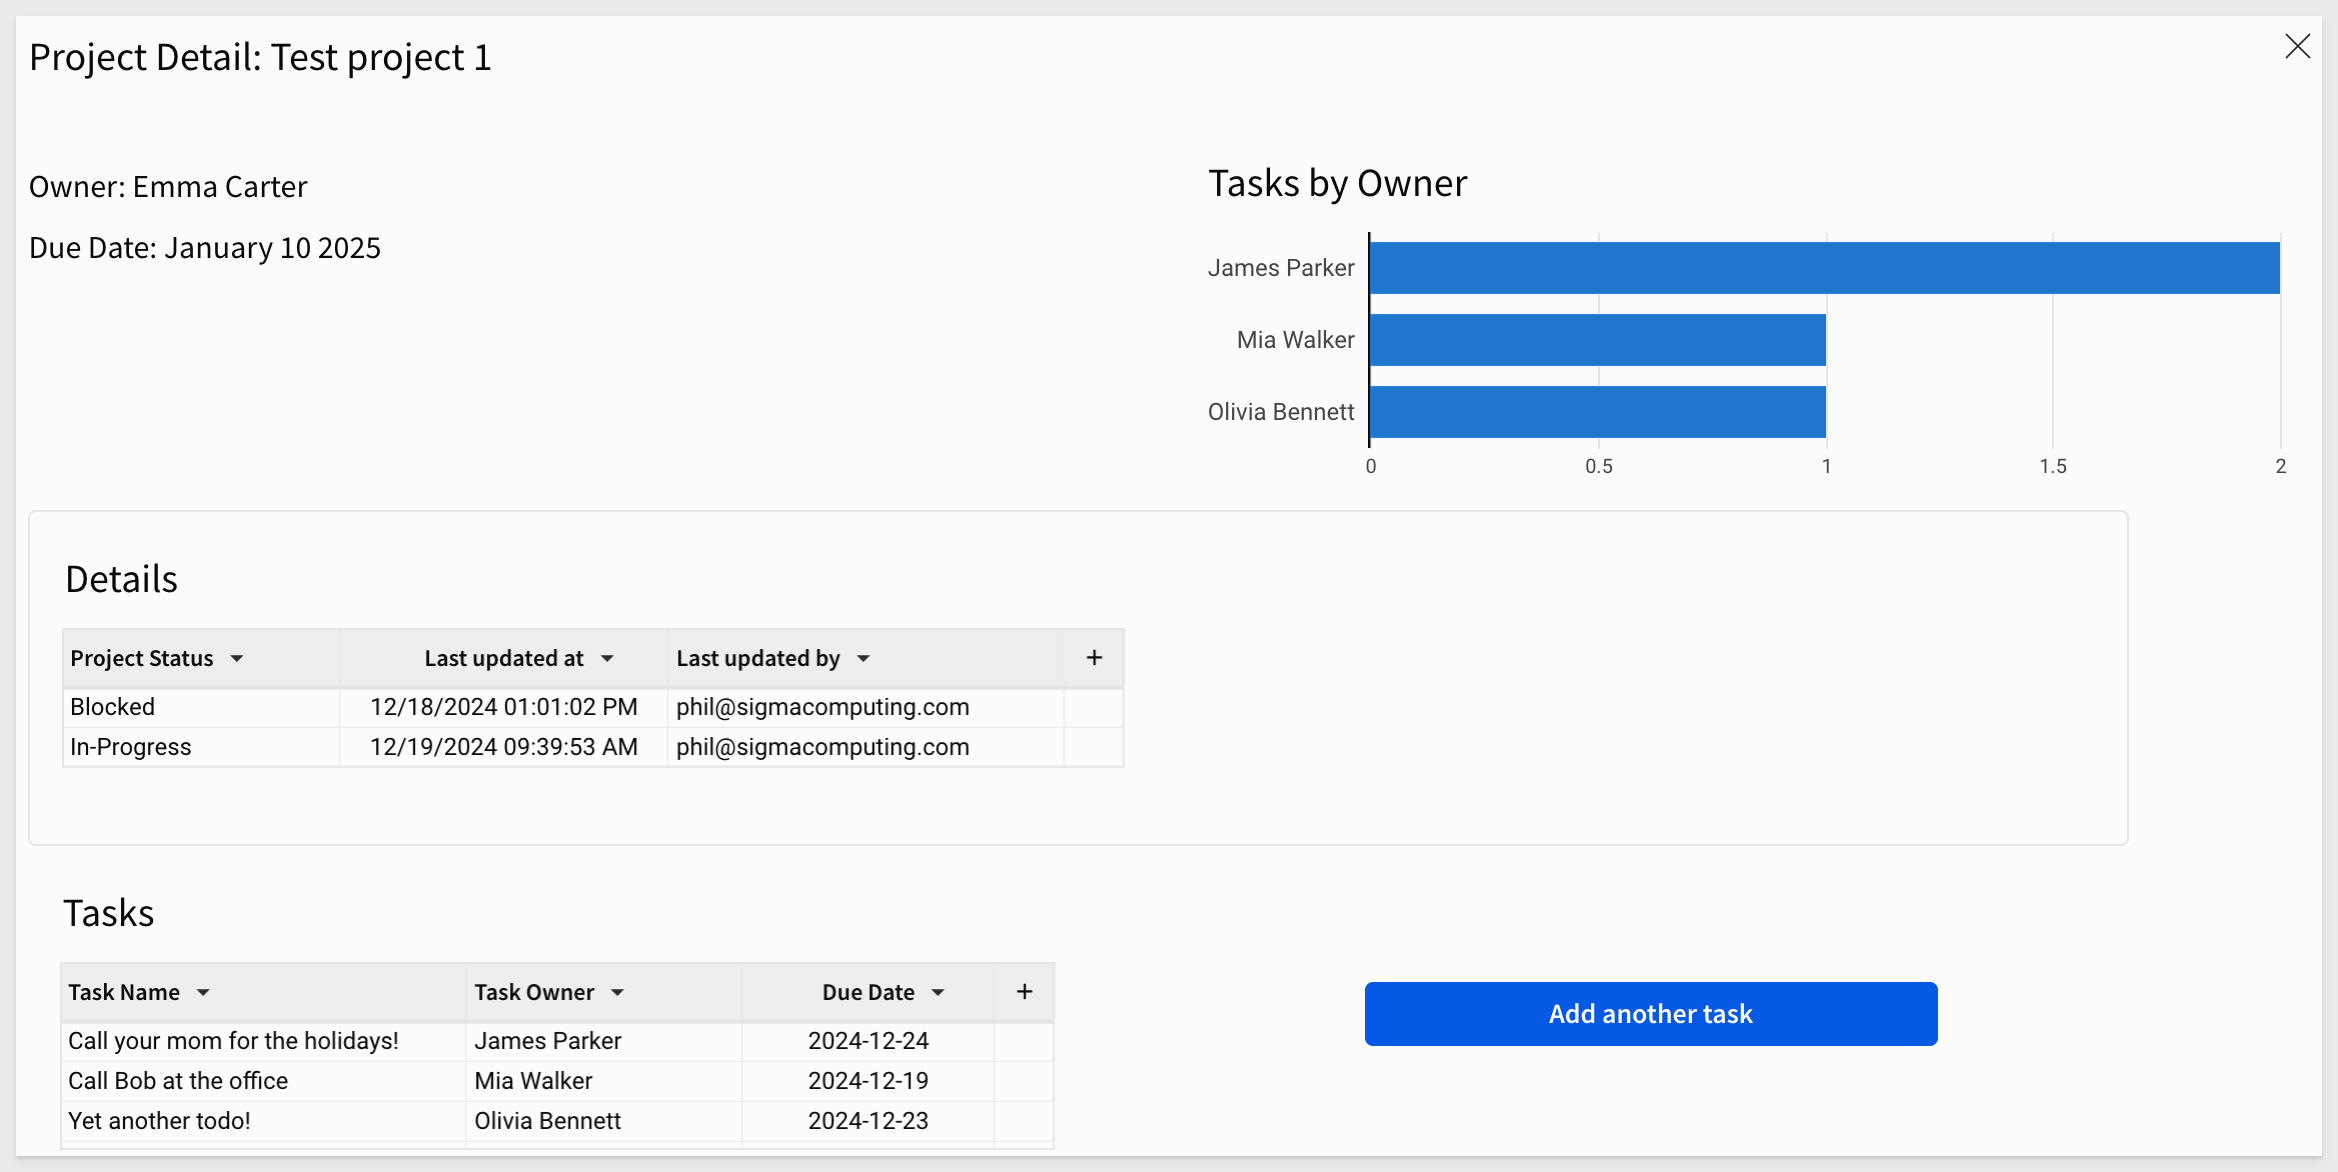 Project Detail: Test project 1
Owner: Emma Carter
Due Date: January 10 2025
Tasks by Owner
James Parker
Mia Walker
Olivia Bennett
0 0.5 1 1.5 2
Details
Project Status Last updated at Last updated by +
Blocked 12/18/2024 01:01:02 PM phil@sigmacomputing.com
In-Progress 12/19/2024 09:39:53 AM phil@sigmacomputing.com
Tasks
Task Name Task Owner Due Date +
Add another task
Call your mom for the holidays! James Parker 2024-12-24
Call Bob at the office Mia Walker 2024-12-19
Yet another todo! Olivia Bennett 2024-12-23